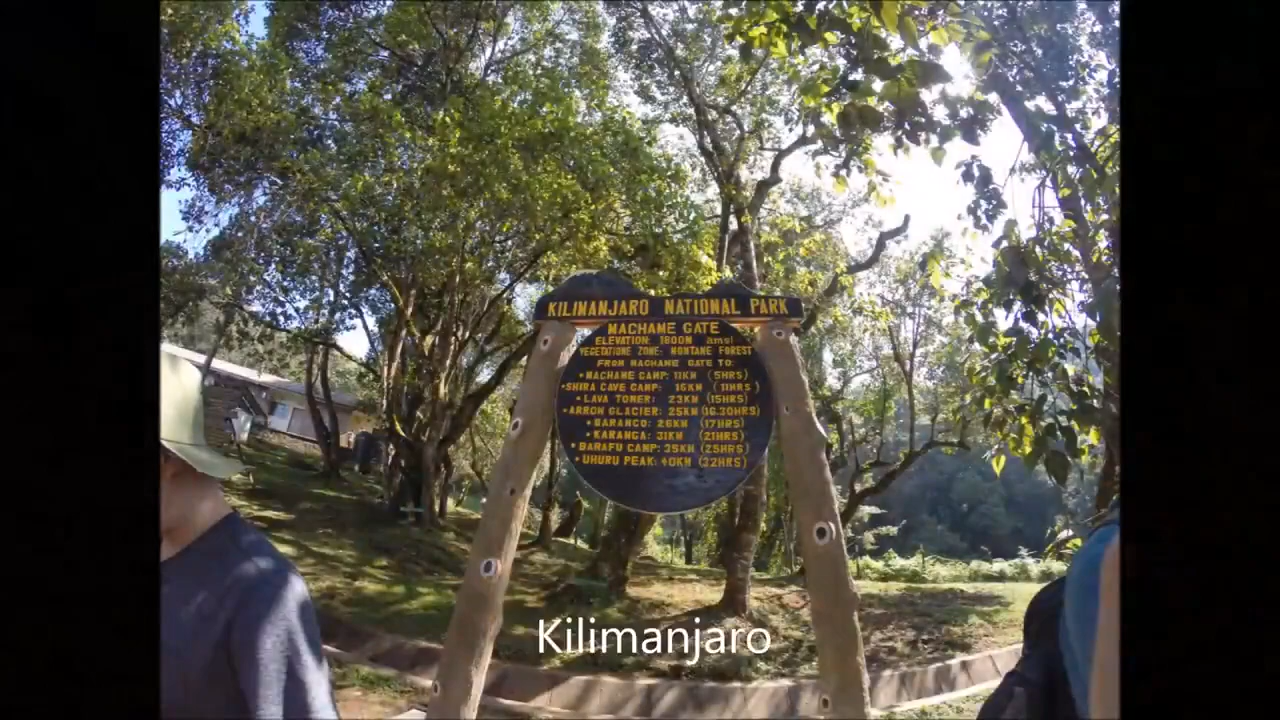 KILIMANJARO NATIONAL PARK
MACHAME GATE
ELEVATION: 1800M amsl
VEGETATIONE ZONE: MONTANE FOREST
FROM MACHAME GATE TO:
• MACHAME CAMP: 11KM (5HRS)
• SHIRA CAVE CAMP: 16KM (11HRS)
• LAVA TOWER: 23KM (15HRS)
• ARROW GLACIER: 25KM (16.30HRS)
• BARANCO: 26KM (17HRS)
• KARANGA: 31KM (21HRS)
• BARAFU CAMP: 35KM (25HRS)
• UHURU PEAK: 40KM (32HRS)
Kilimanjaro